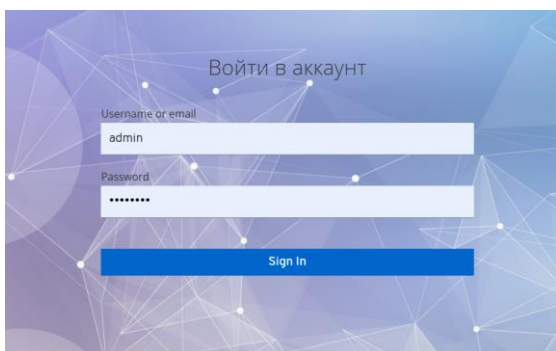 Войти в аккаунт
Username or email
admin
Password
••••••••
Sign In